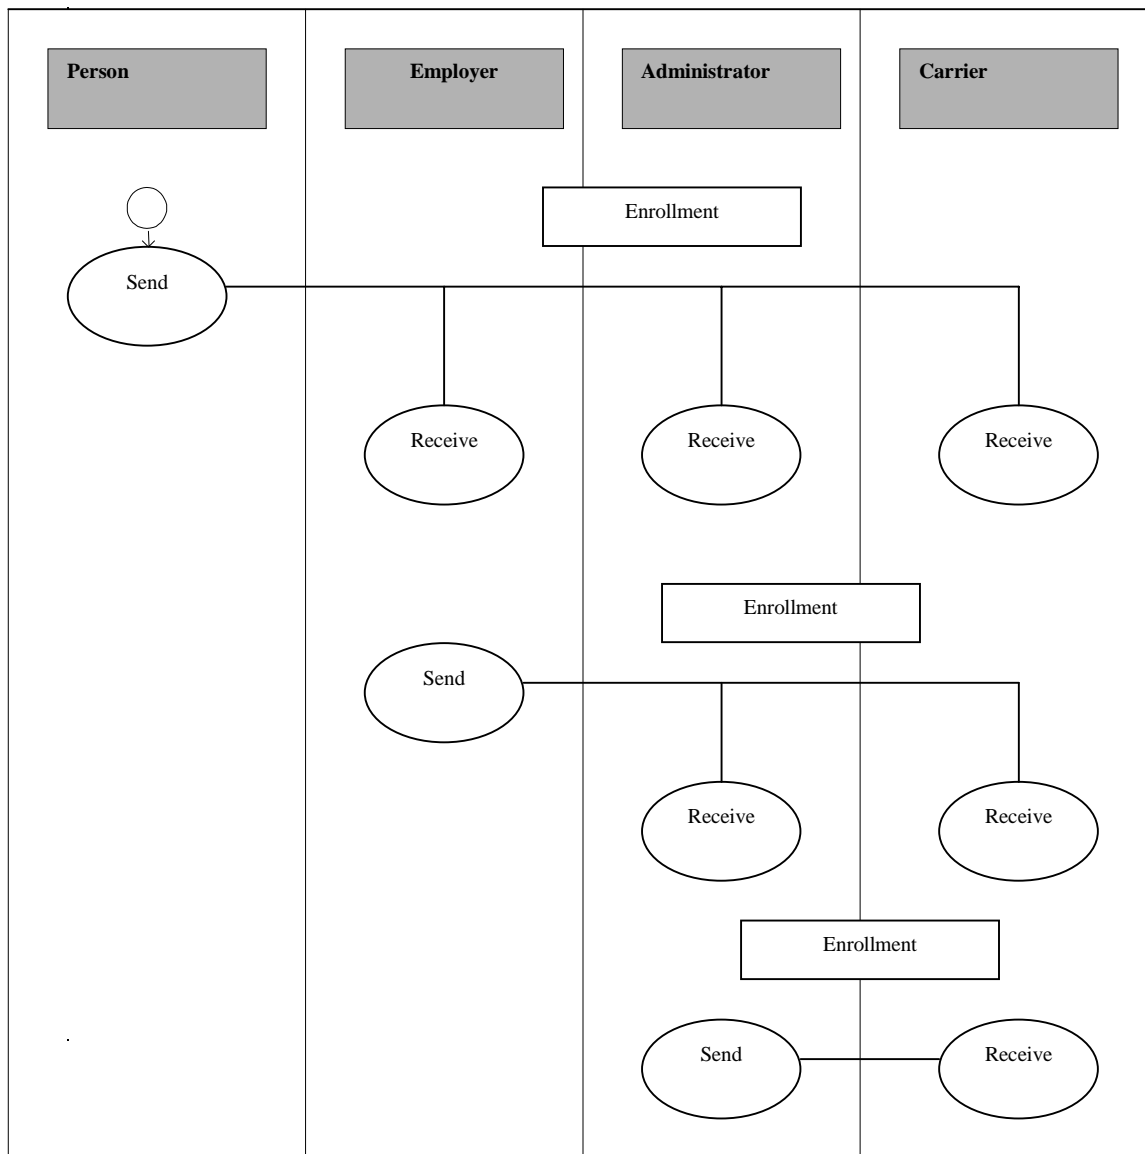 Person
Employer
Administrator
Carrier
Enrollment
Send
Receive
Receive
Receive
Enrollment
Send
Receive
Receive
Enrollment
Send
Receive